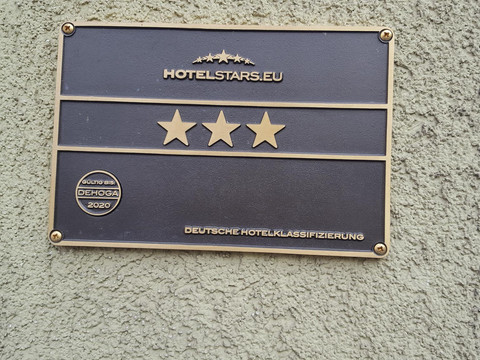 HOTELSTARS.EU
GÜLTIG BIS
DEHOGA
2020
DEUTSCHE HOTELKLASSIFIZIERUNG